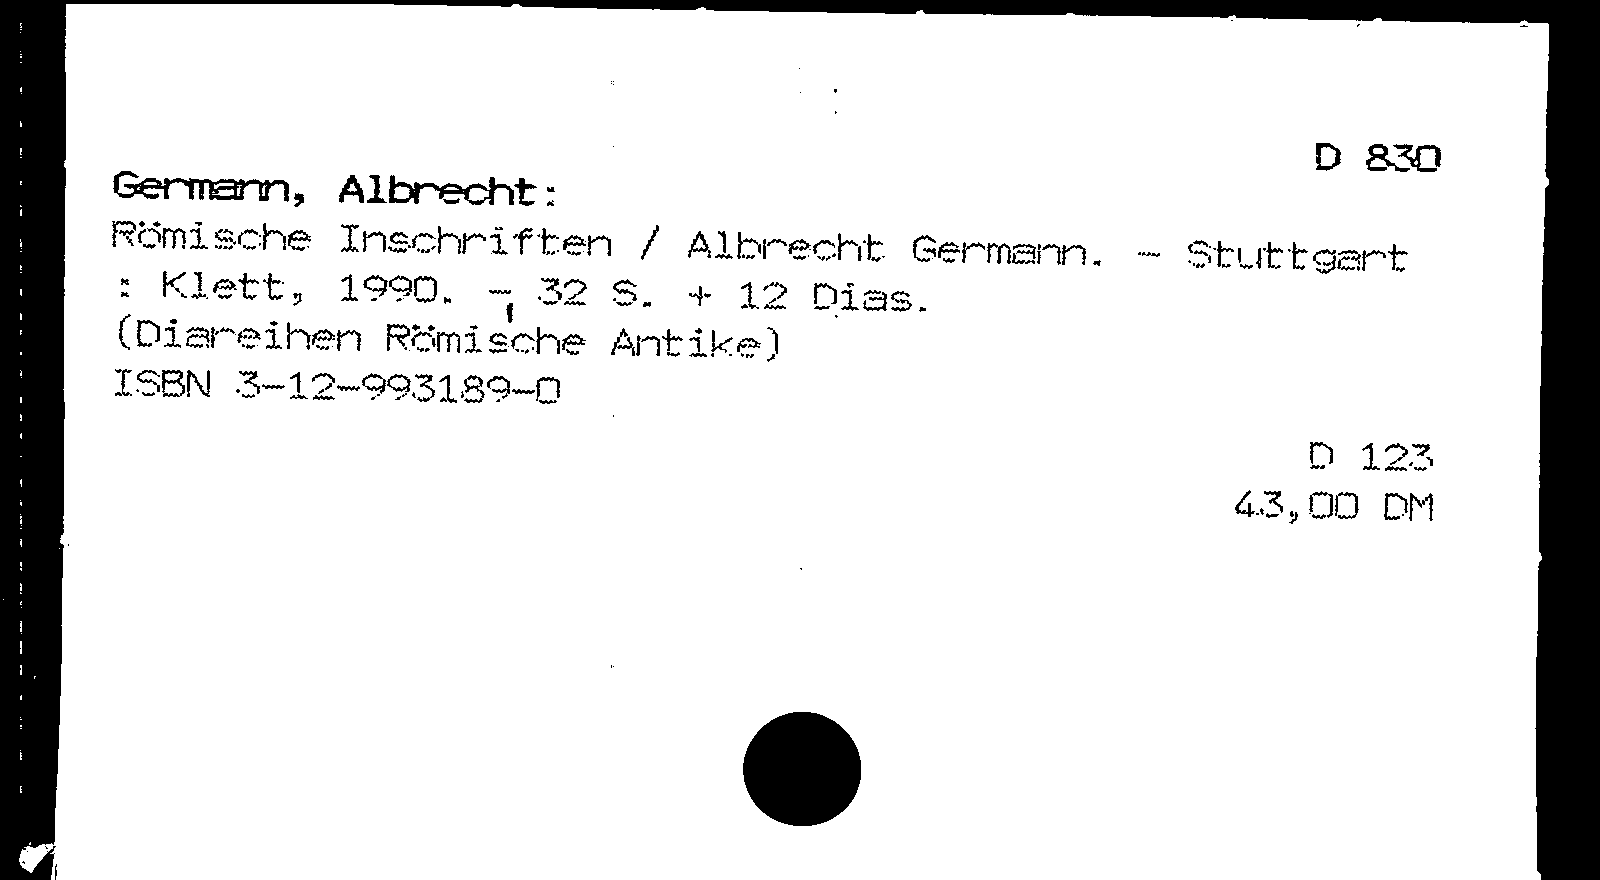 D 830
Germann, Albrecht:
Römische Inschriften / Albrecht Germann. - Stuttgart
: Klett, 1990. - 32 S. + 12 Dias.
(Diareihen Römische Antike)
ISBN 3-12-993189-0
D 123
43,00 DM